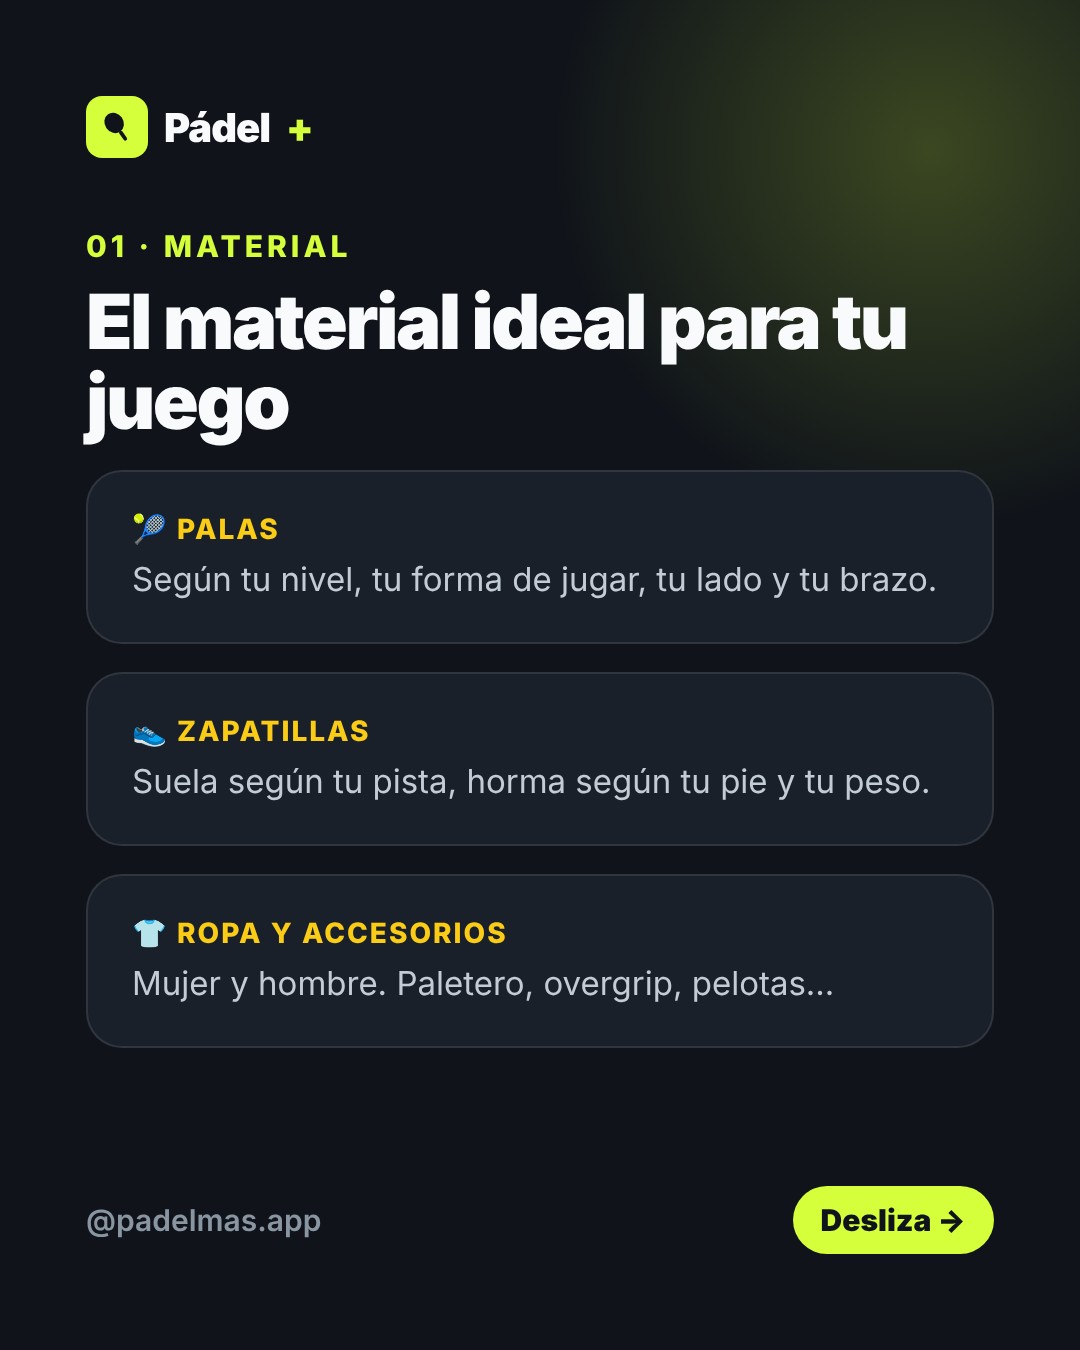 Pádel +
01 · MATERIAL
El material ideal para tu
juego
PALAS
Según tu nivel, tu forma de jugar, tu lado y tu brazo.
ZAPATILLAS
Suela según tu pista, horma según tu pie y tu peso.
ROPA Y ACCESORIOS
Mujer y hombre. Paletero, overgrip, pelotas...
@padelmas.app
Desliza →